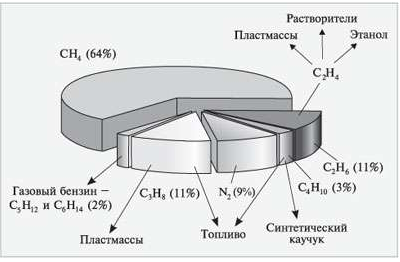 Растворители
Пластмассы
Этанол
CH₄ (64%)
C₂H₄
C₂H₆ (11%)
Газовый бензин –
C₅H₁₂ и C₆H₁₄ (2%)
C₃H₈ (11%)
N₂ (9%)
C₄H₁₀ (3%)
Пластмассы
Топливо
Синтетический
каучук